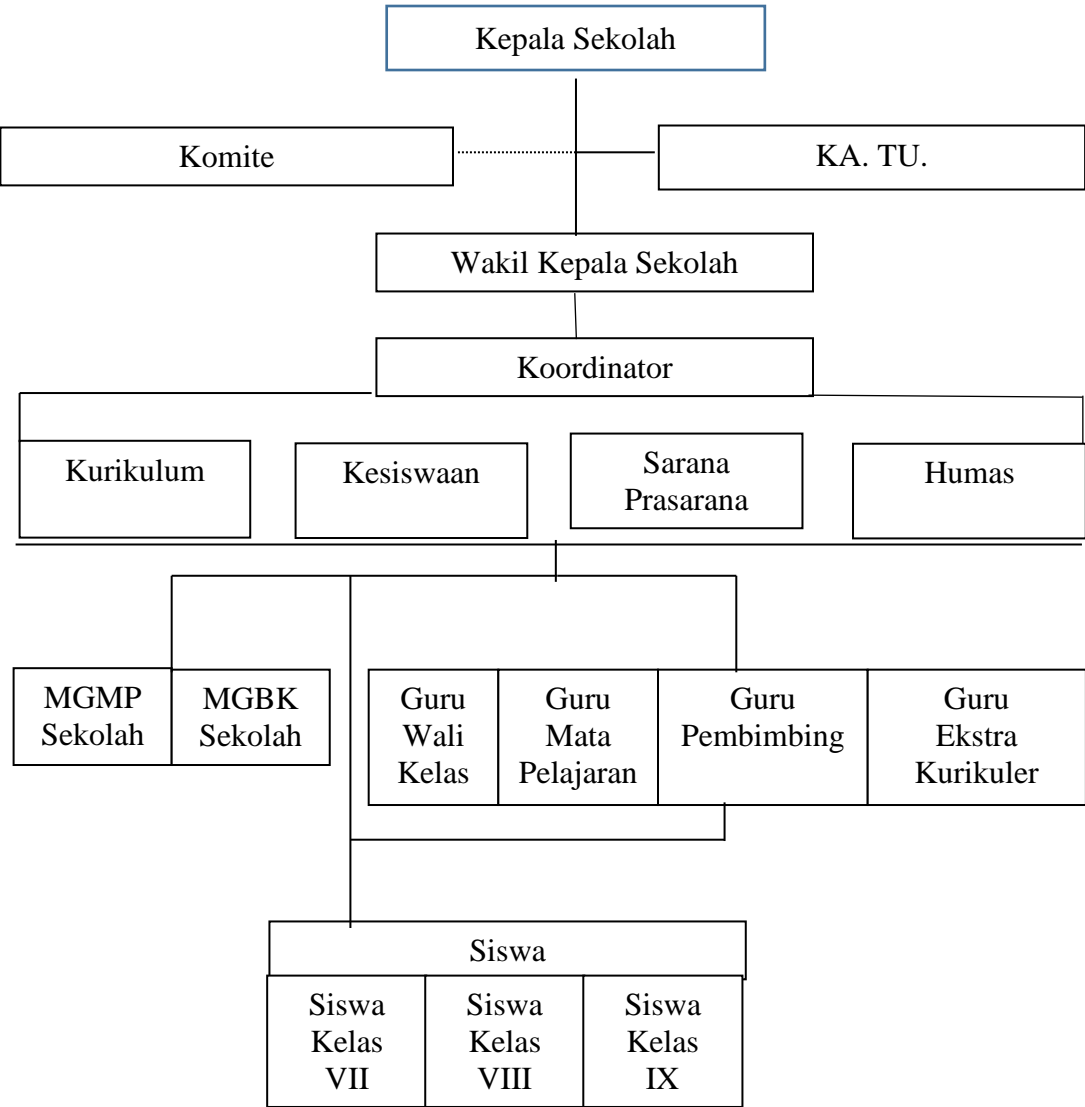 Kepala Sekolah
Komite
KA. TU.
Wakil Kepala Sekolah
Koordinator
Kurikulum
Kesiswaan
Sarana
Prasarana
Humas
MGMP
Sekolah
MGBK
Sekolah
Guru
Wali
Kelas
Guru
Mata
Pelajaran
Guru
Pembimbing
Guru
Ekstra
Kurikuler
Siswa
Siswa
Kelas
VII
Siswa
Kelas
VIII
Siswa
Kelas
IX